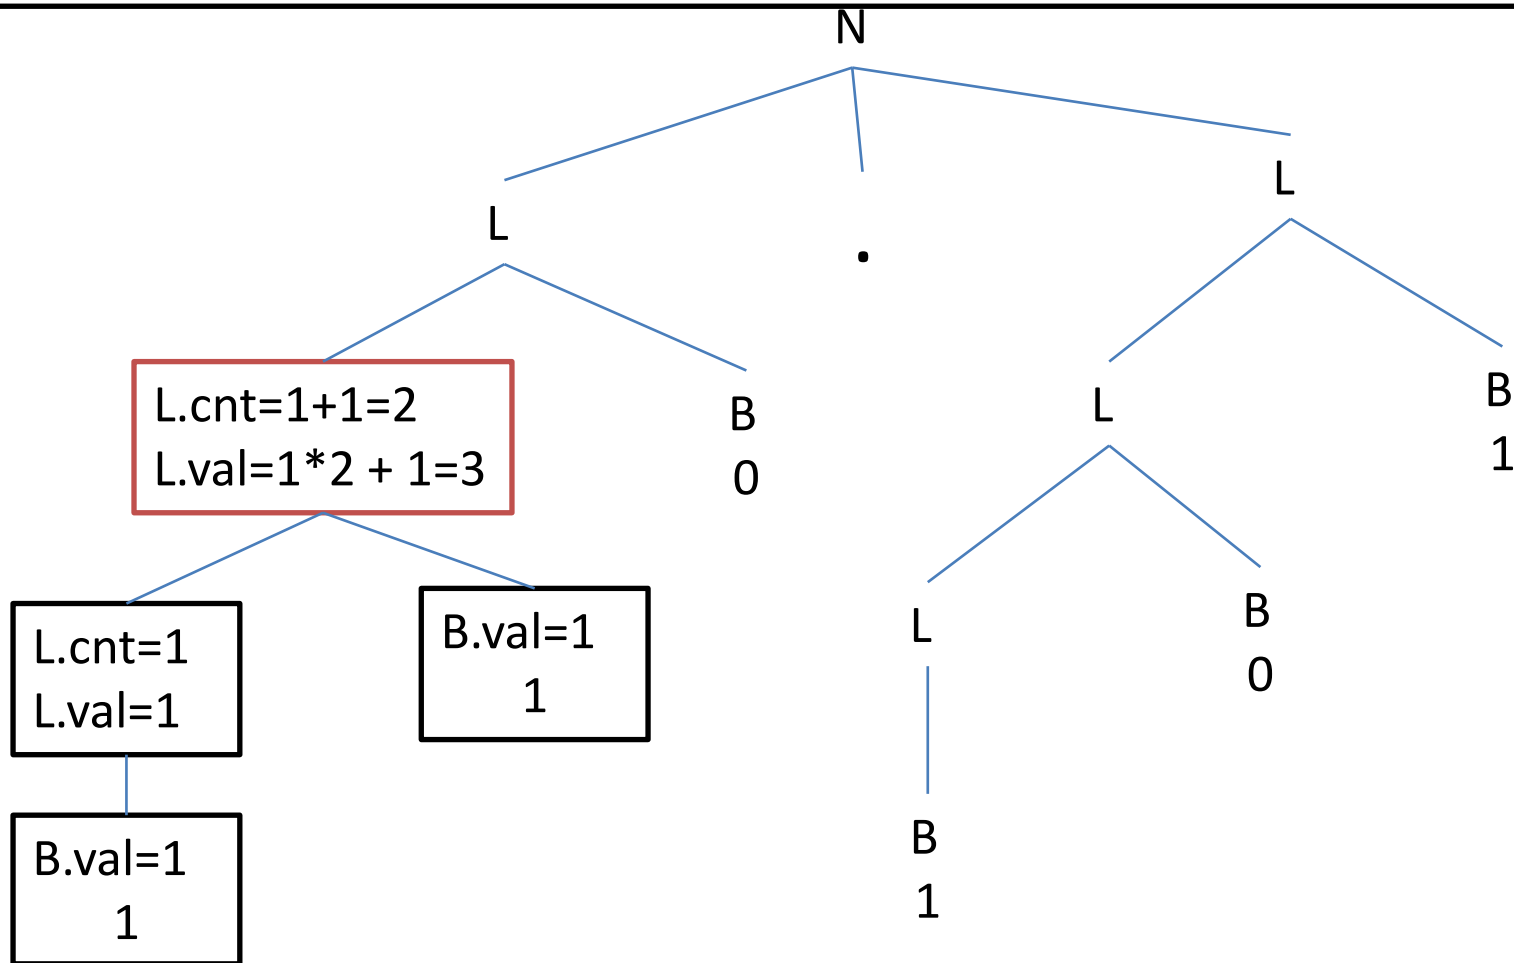 N
L
.
L
L.cnt=1+1=2
L.val=1*2 + 1=3
B
0
L
B
1
L.cnt=1
L.val=1
B.val=1
1
L
B
0
B.val=1
1
B
1